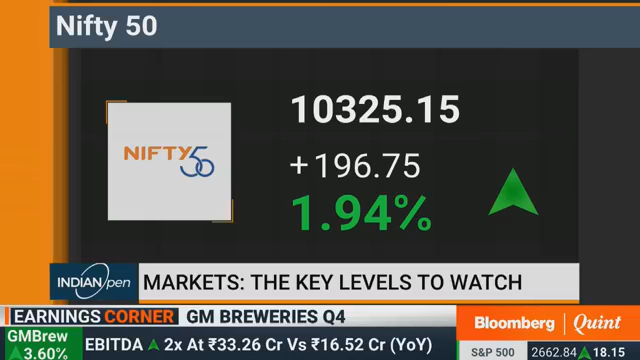 Nifty 50
10325.15
NIFTY50
+196.75
1.94%
INDIAN Open MARKETS: THE KEY LEVELS TO WATCH
EARNINGS CORNER GM BREWERIES Q4
Bloomberg | Quint
GMBrew
3.60%
EBITDA 2x At ₹33.26 Cr Vs ₹16.52 Cr (YoY)
S&P 500 2662.84 18.15